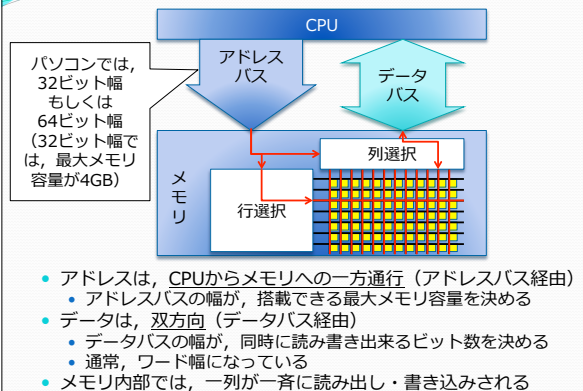 CPU
アドレス
バス
データ
バス
パソコンでは，
32ビット幅
もしくは
64ビット幅
（32ビット幅で
は，最大メモリ
容量が4GB）
メモリ
列選択
行選択
• アドレスは，CPUからメモリへの一方通行（アドレスバス経由）
• アドレスバスの幅が，搭載できる最大メモリ容量を決める
• データは，双方向（データバス経由）
• データバスの幅が，同時に読み書き出来るビット数を決める
• 通常，ワード幅になっている
• メモリ内部では，一列が一斉に読み出し・書き込みされる